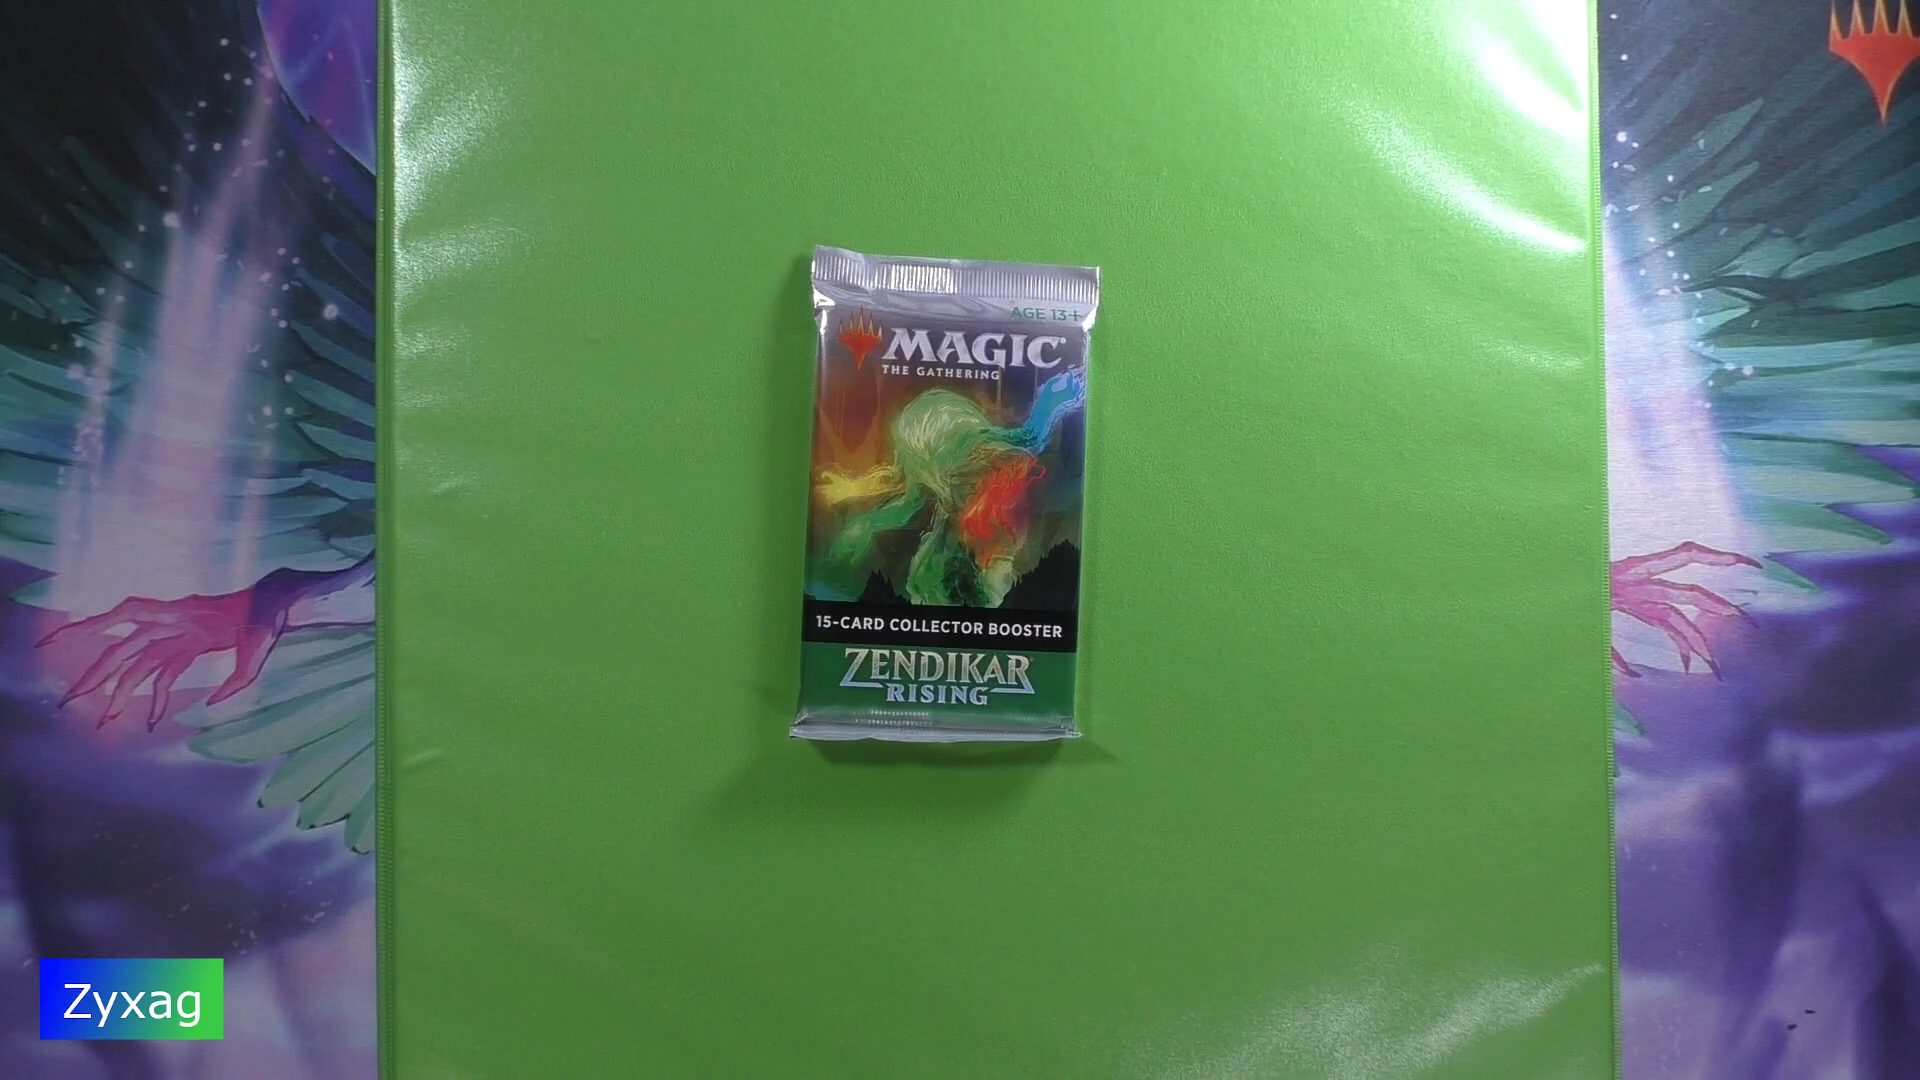 AGE 13+
MAGIC
THE GATHERING
15-CARD COLLECTOR BOOSTER
ZENDIKAR
RISING
Zyxag